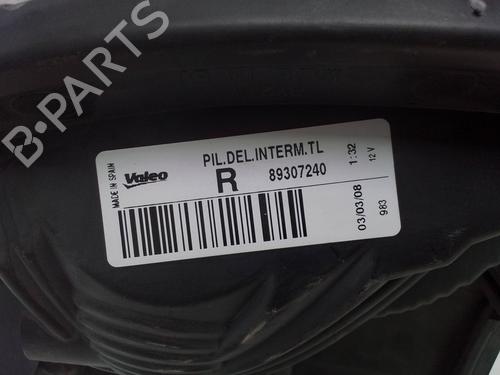 B-PARTS
MADE IN SPAIN
Valeo
PIL.DEL.INTERM.TL
R 89307240
03/03/08 1:32
983 12 V